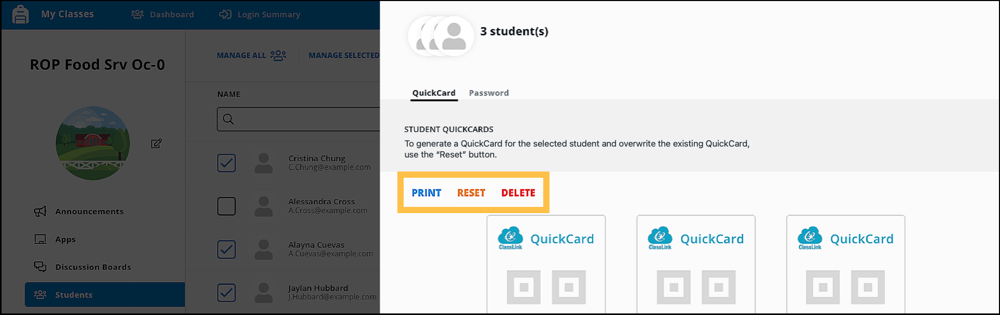 My Classes
Dashboard
Login Summary
ROP Food Srv Oc-0
Announcements
Apps
Discussion Boards
Students
MANAGE ALL
MANAGE SELECTED
NAME
Cristina Chung
C.Chung@example.com
Alessandra Cross
A.Cross@example.com
Alayna Cuevas
A.Cuevas@example.com
Jaylan Hubbard
J.Hubbard@example.com
3 student(s)
QuickCard Password
STUDENT QUICKCARDS
To generate a QuickCard for the selected student and overwrite the existing QuickCard,
use the “Reset” button.
PRINT RESET DELETE
ClassLink QuickCard
ClassLink QuickCard
ClassLink QuickCard